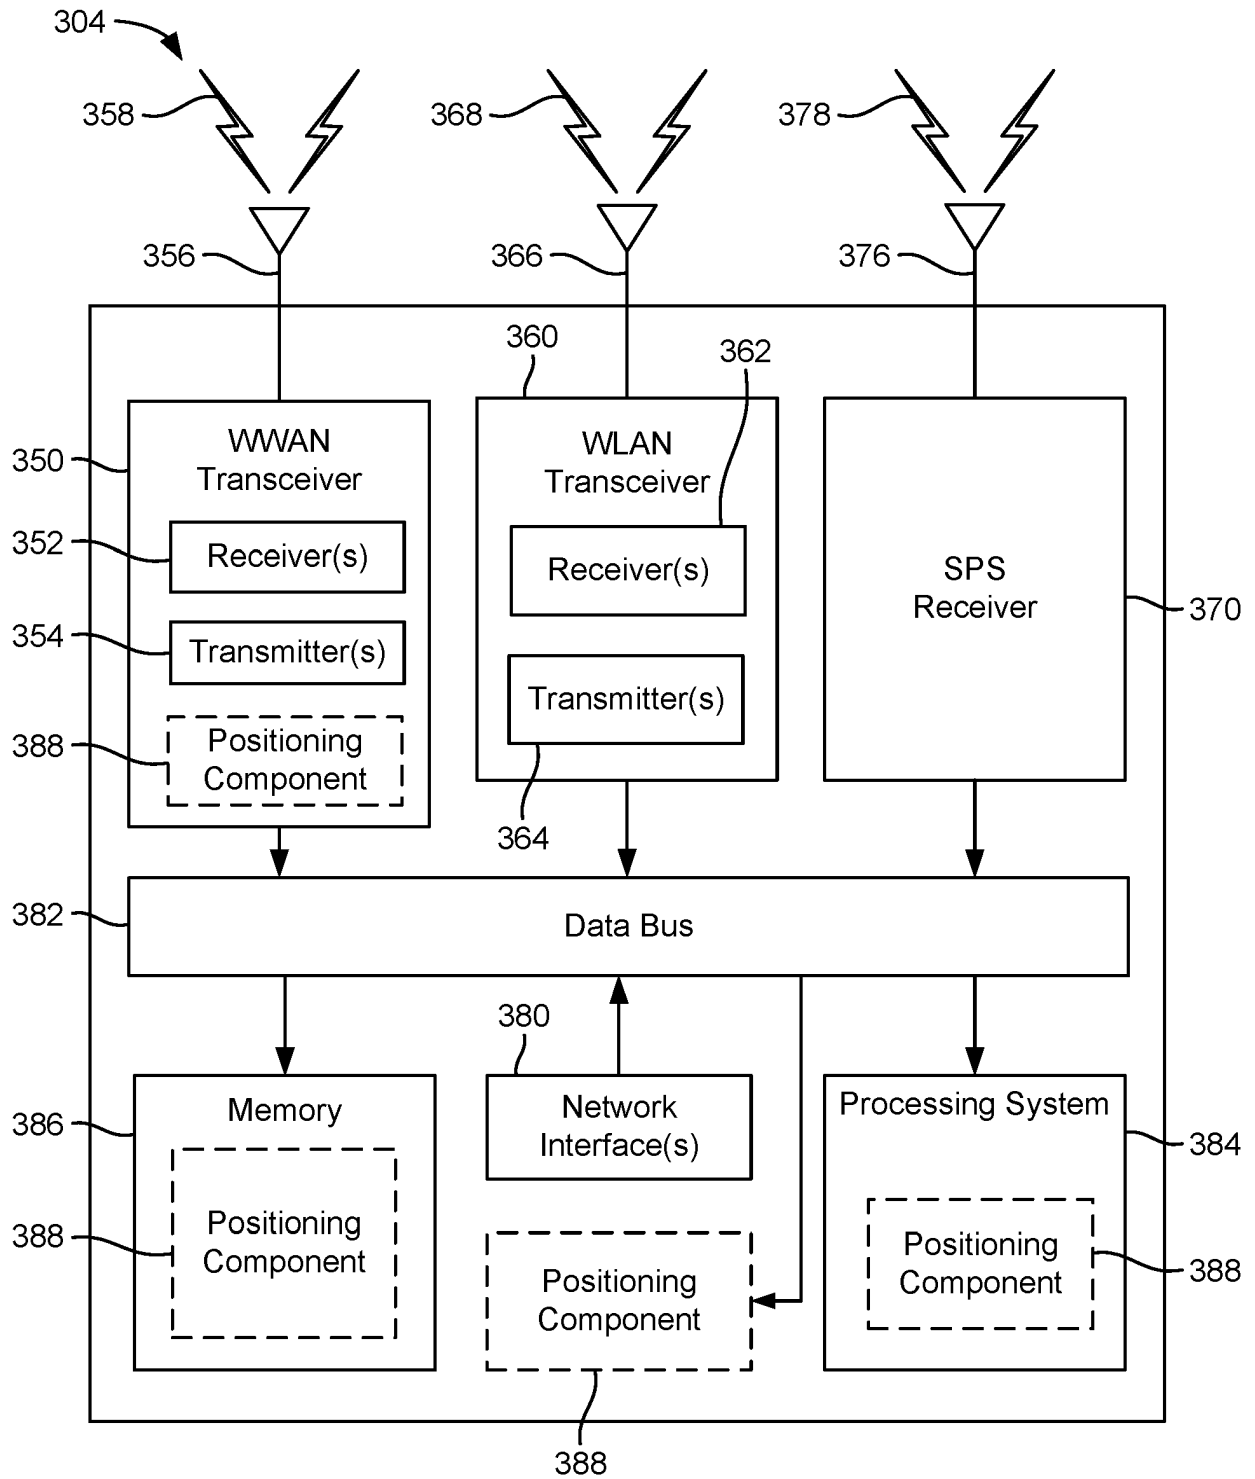 304
358
368
378
356
366
376
360
362
350
WWAN
Transceiver
WLAN
Transceiver
352
Receiver(s)
Receiver(s)
SPS
Receiver
370
354
Transmitter(s)
Transmitter(s)
388
Positioning
Component
364
382
Data Bus
380
386
Memory
Network
Interface(s)
Processing System
384
388
Positioning
Component
Positioning
Component
Positioning
Component
388
388